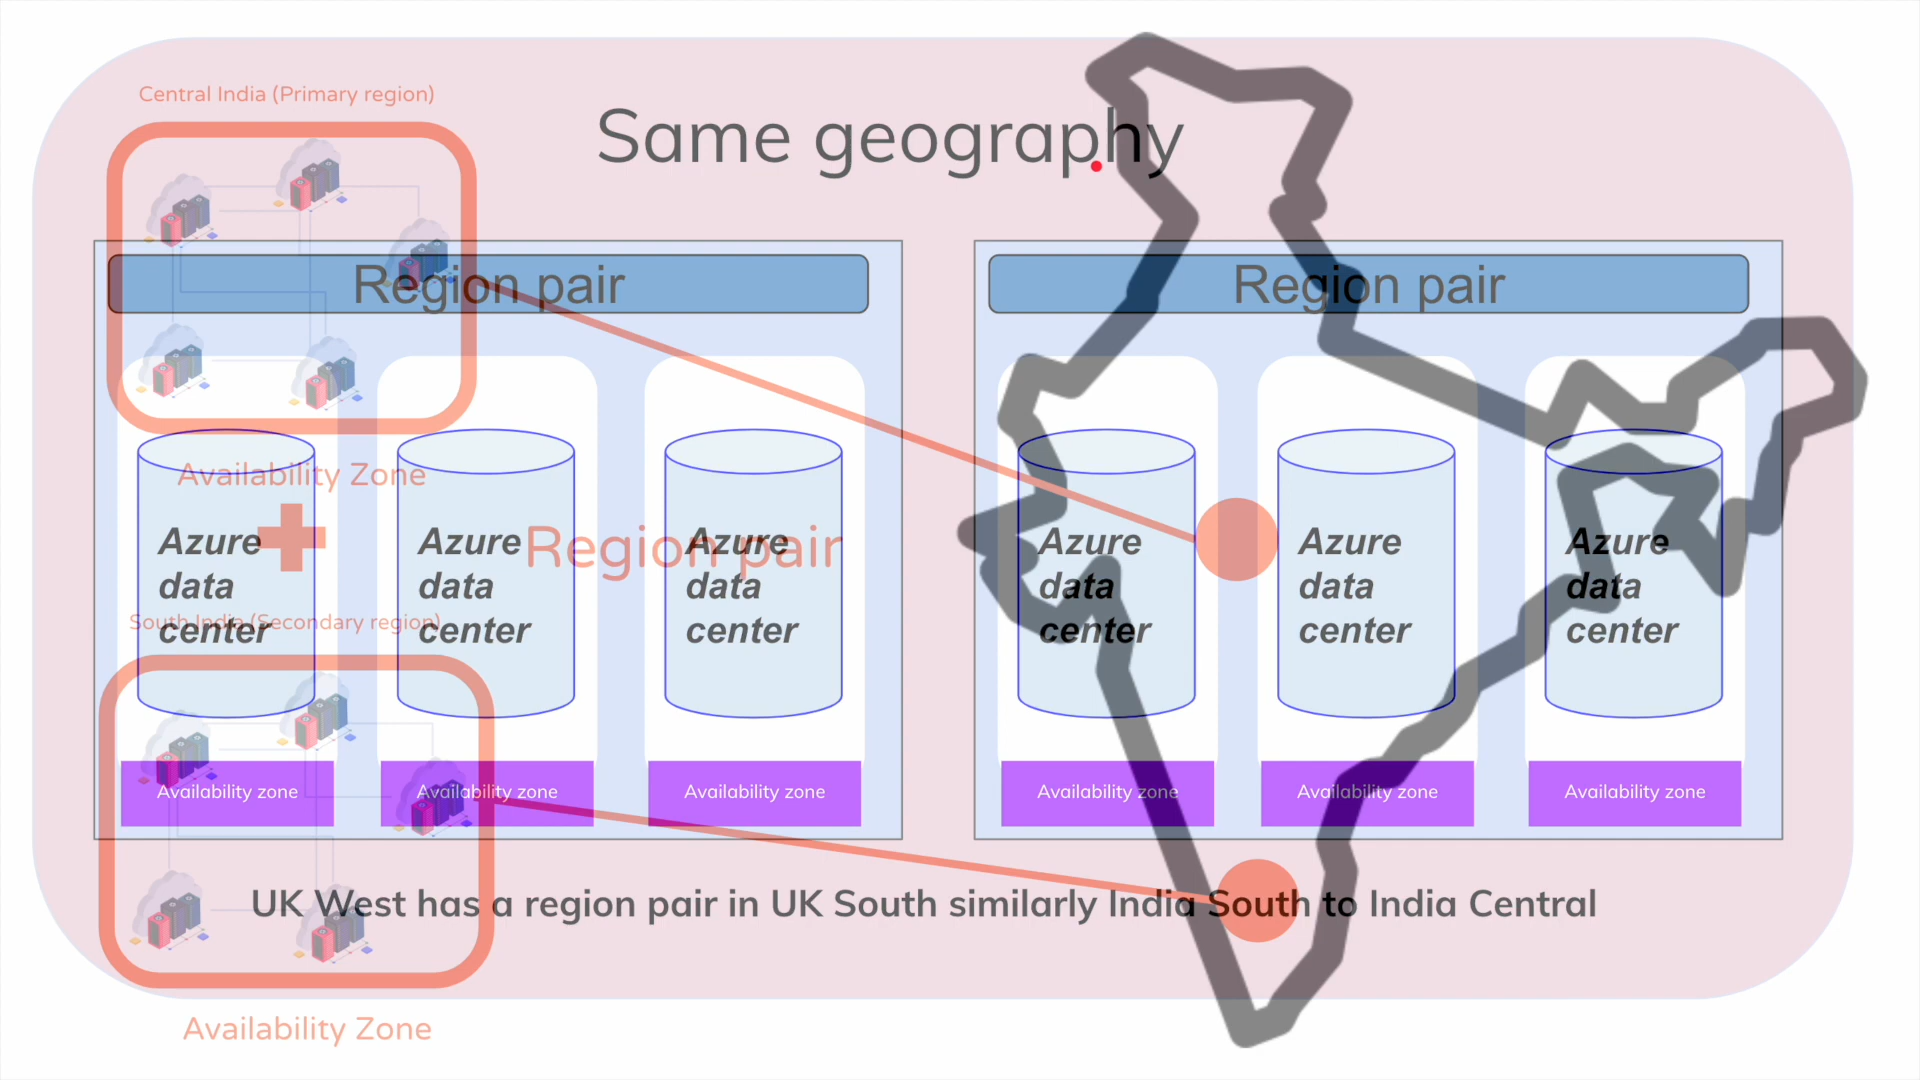 Central India (Primary region)
Same geography
Region pair
Region pair
Availability Zone
Azure
data
center
Azure
data
center
Azure
data
center
Region pair
Azure
data
center
Azure
data
center
Azure
data
center
South India (Secondary region)
Availability zone
Availability zone
Availability zone
Availability zone
Availability zone
Availability zone
UK West has a region pair in UK South similarly India South to India Central
Availability Zone